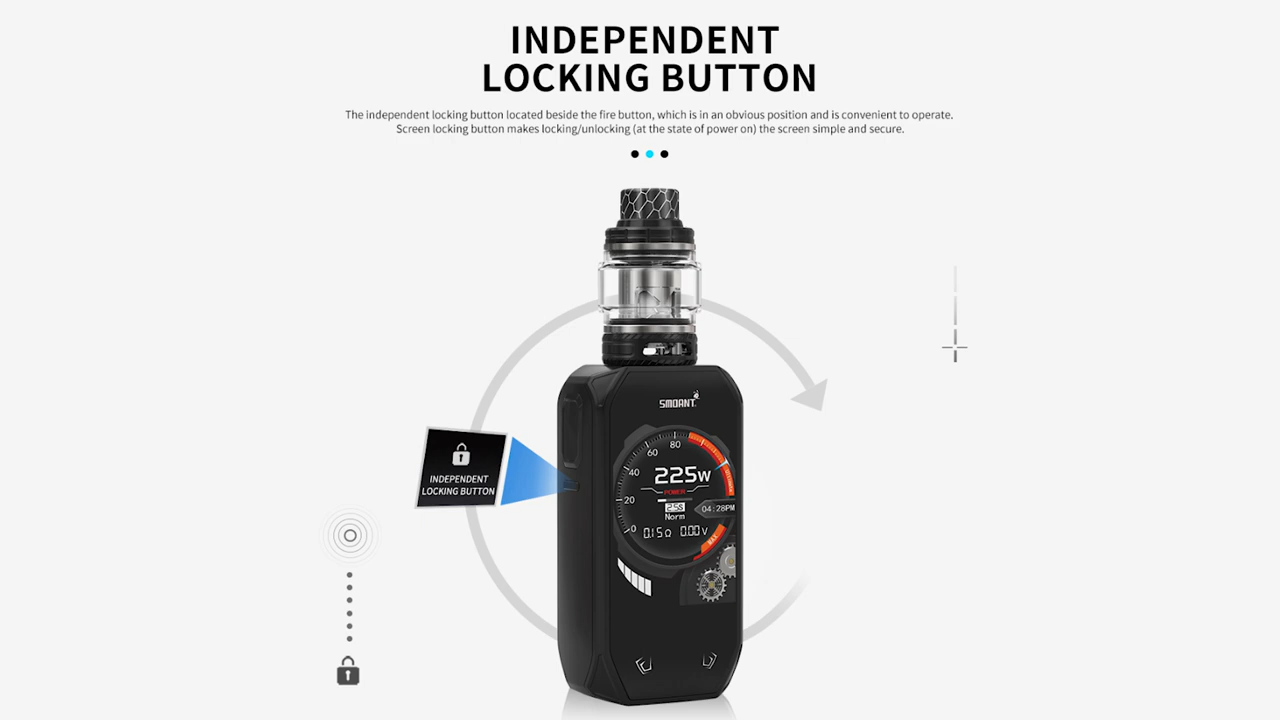 INDEPENDENT
LOCKING BUTTON
The independent locking button located beside the fire button, which is in an obvious position and is convenient to operate.
Screen locking button makes locking/unlocking (at the state of power on) the screen simple and secure.
SMOANT
80
60
40
20
0
225W
POWER
258
Norm
04:28PM
0.15Ω 0.00V
MAX
INDEPENDENT
LOCKING BUTTON